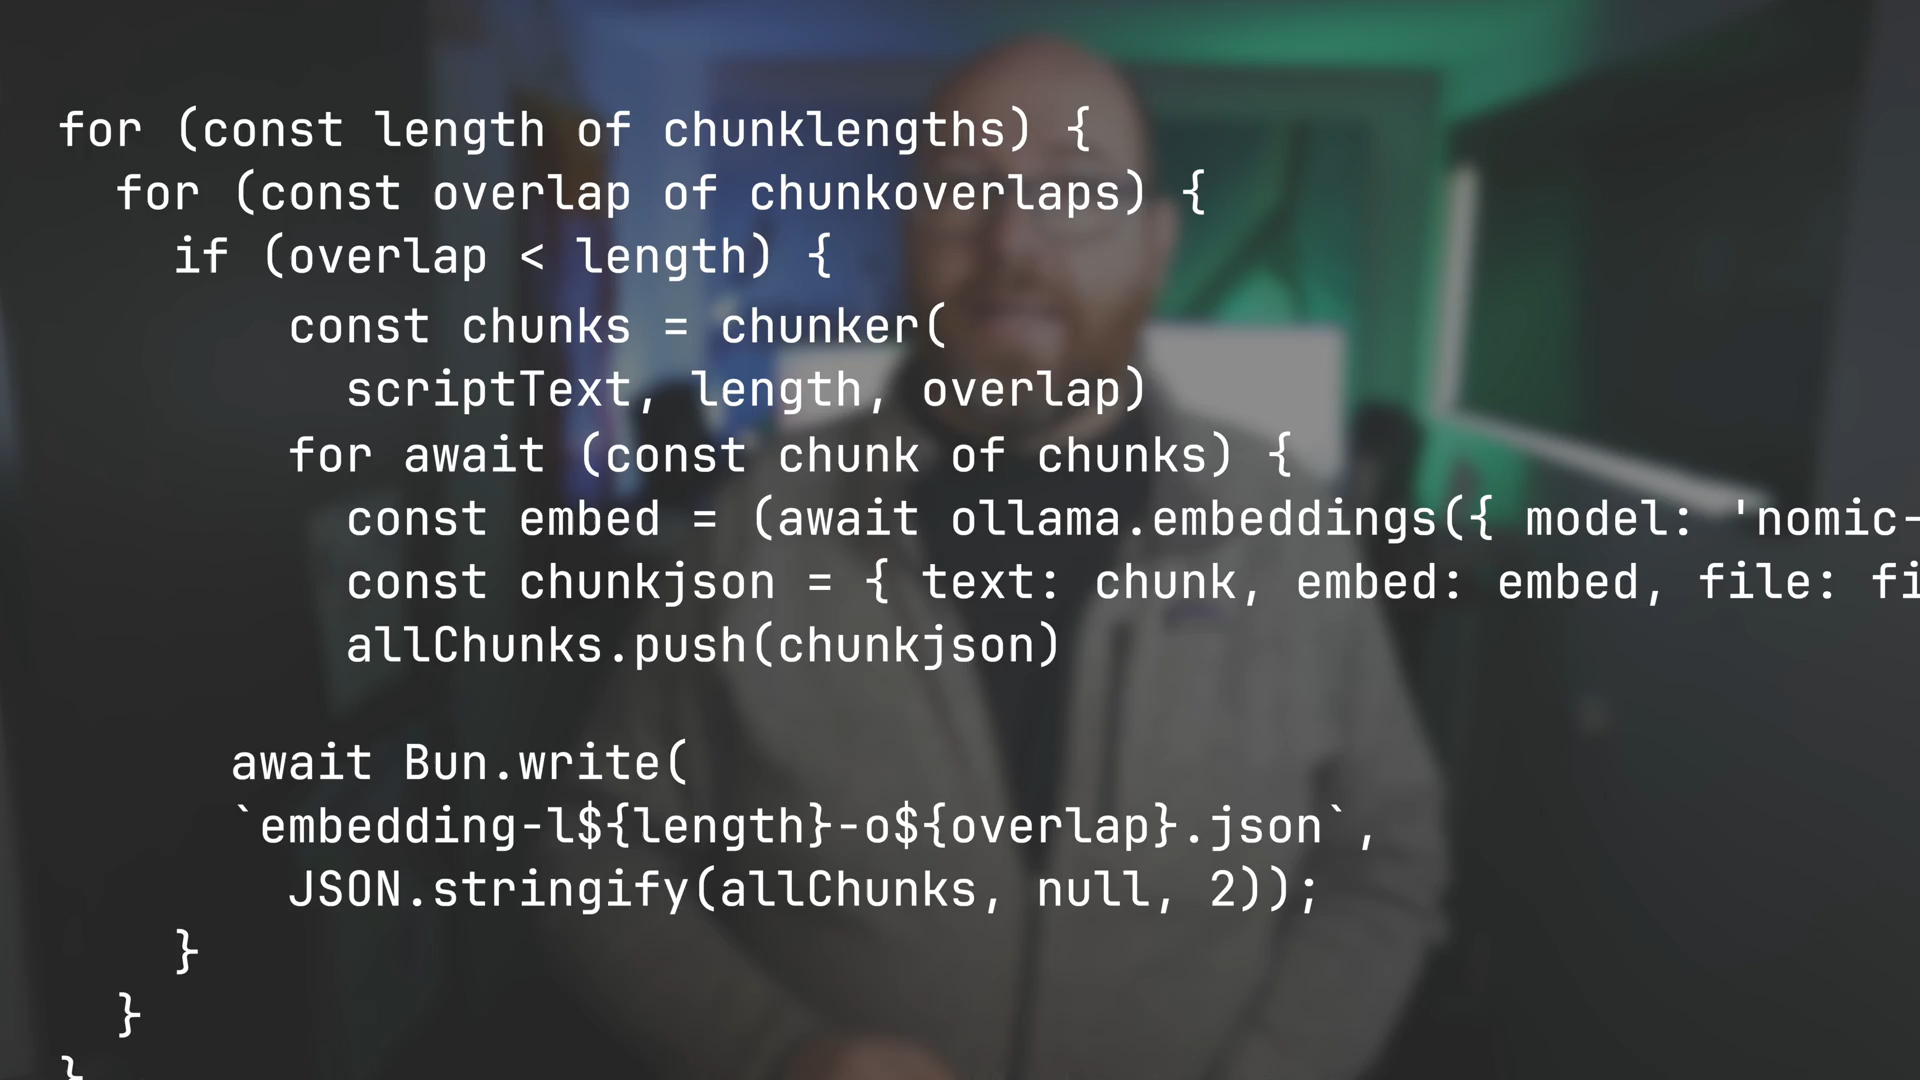 for (const length of chunklengths) {
  for (const overlap of chunkoverlaps) {
    if (overlap < length) {
        const chunks = chunker(
          scriptText, length, overlap)
        for await (const chunk of chunks) {
          const embed = (await ollama.embeddings({ model: 'nomic-
          const chunkjson = { text: chunk, embed: embed, file: fi
          allChunks.push(chunkjson)
      await Bun.write(
      `embedding-l${length}-o${overlap}.json`,
        JSON.stringify(allChunks, null, 2));
    }
  }
}